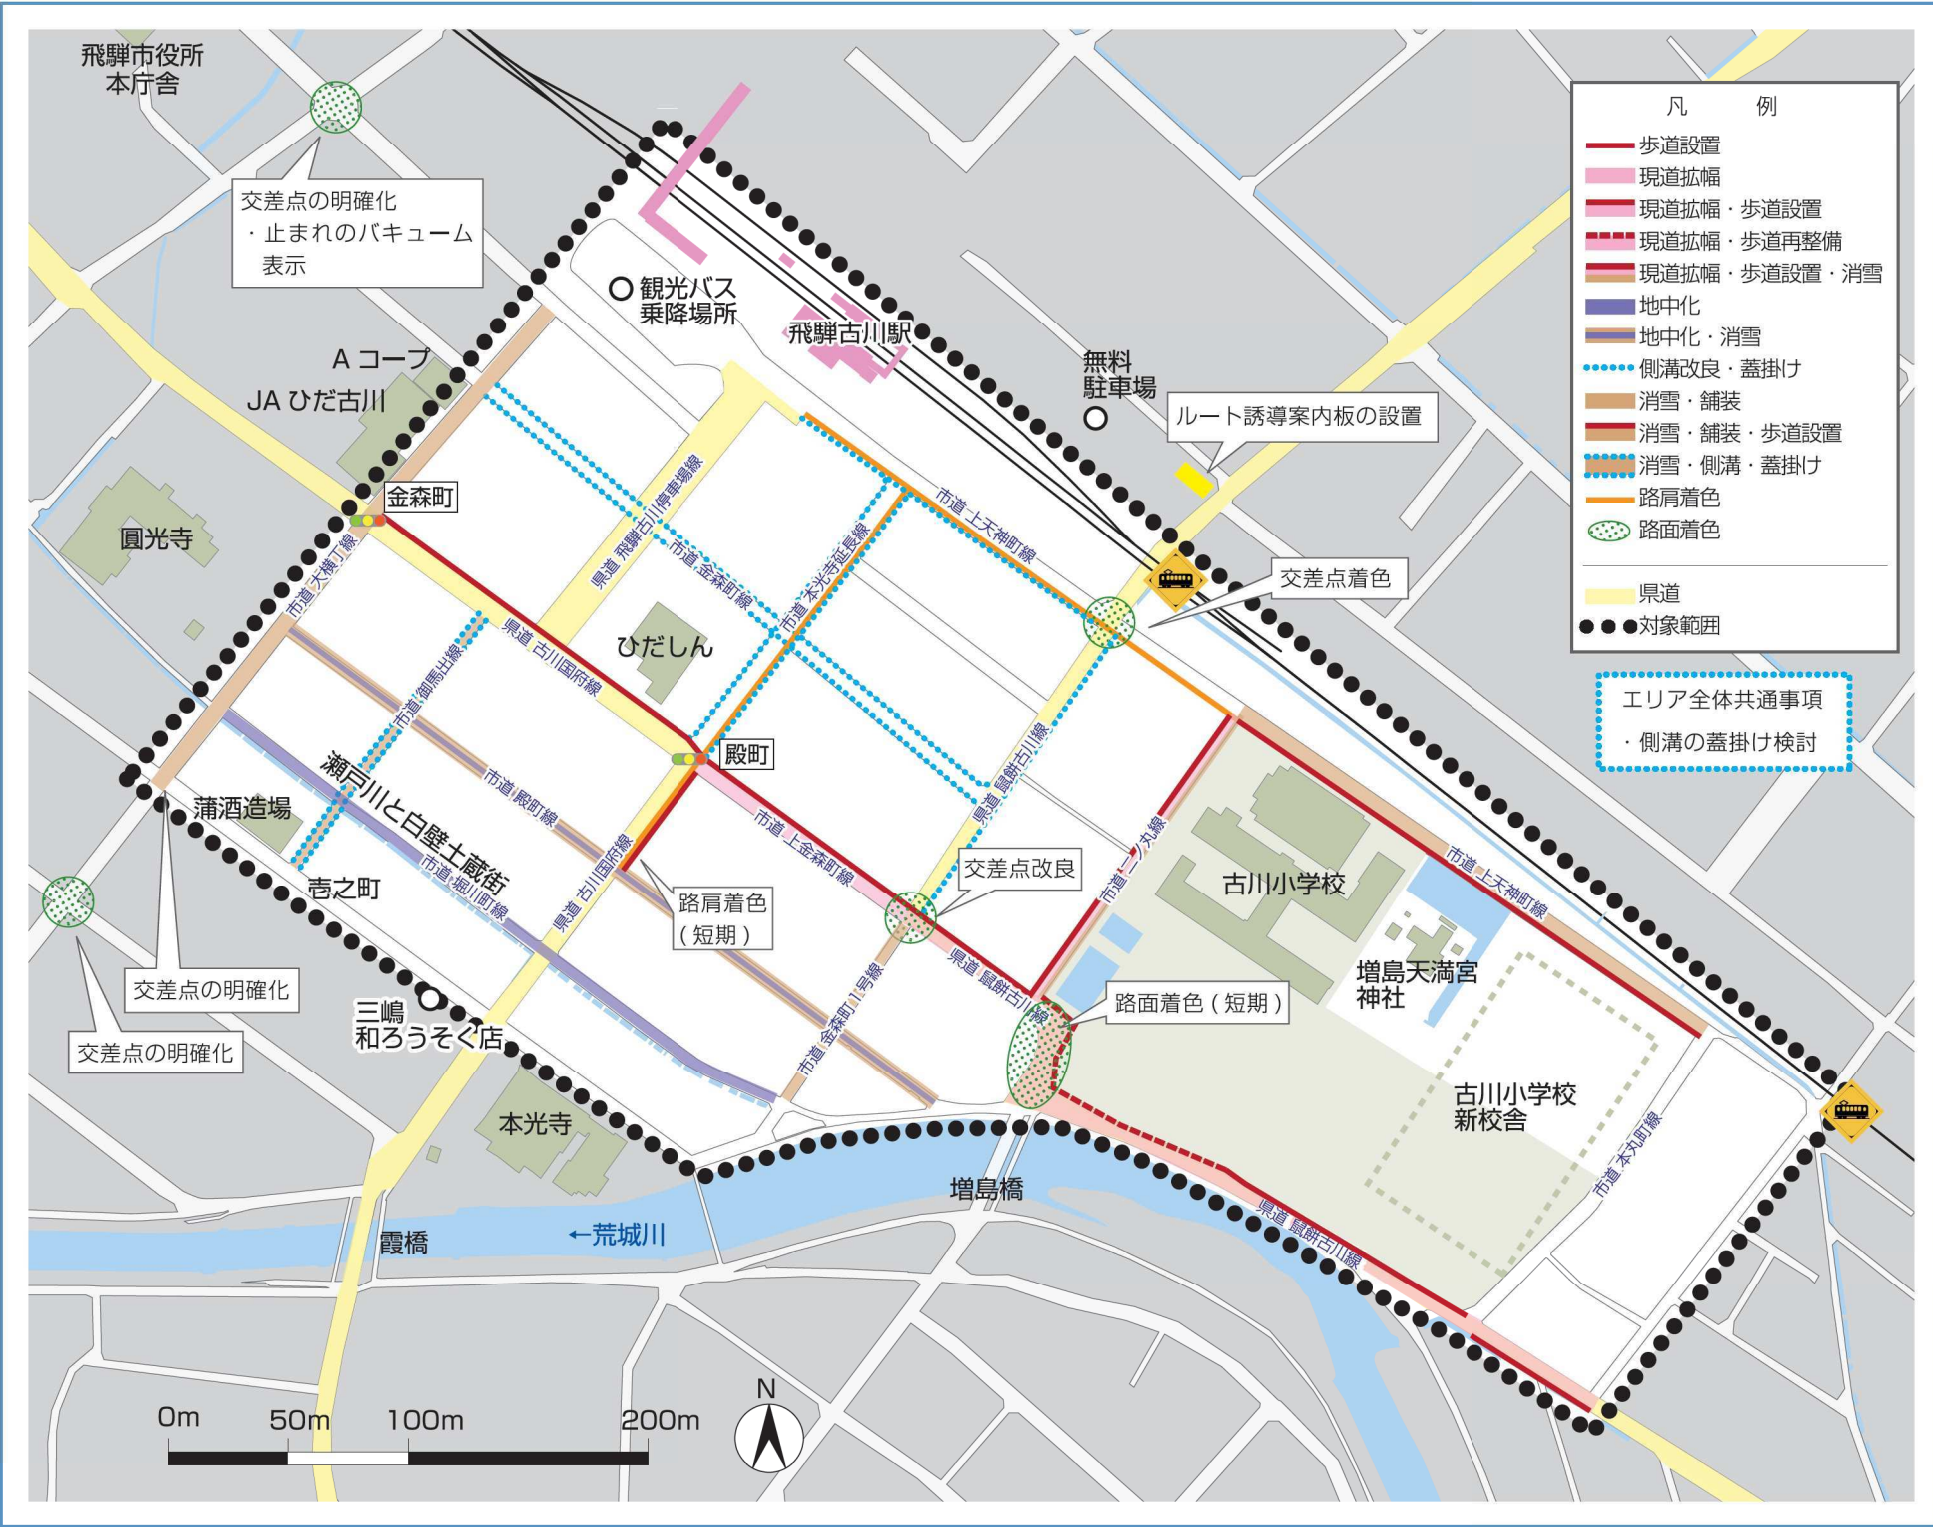 飛騨市役所
本庁舎
交差点の明確化
・止まれのバキューム
表示
観光バス
乗降場所
飛騨古川駅
無料
駐車場
ルート誘導案内板の設置
Aコープ
JAひだ古川
金森町
圓光寺
市道 大横丁線
県道 飛騨古川停車場線
市道 金森町線
市道 本光寺延長線
市道 上天神町線
交差点着色
ひだしん
県道 古川国府線
市道 御馬出線
殿町
瀬戸川と白壁土蔵街
市道 殿町線
市道 堀川町線
蒲酒造場
壱之町
県道 古川国府線
路肩着色
(短期)
市道 上金森町線
県道 鼠餅古川線
交差点改良
市道 二ノ丸線
古川小学校
市道 上天神町線
増島天満宮
神社
県道 鼠餅古川線
路面着色(短期)
市道 金森町11号線
交差点の明確化
交差点の明確化
三嶋
和ろうそく店
本光寺
古川小学校
新校舎
市道 本丸町線
増島橋
県道 鼠餅古川線
←荒城川
霞橋
0m 50m 100m 200m
N
凡 例
歩道設置
現道拡幅
現道拡幅・歩道設置
現道拡幅・歩道再整備
現道拡幅・歩道設置・消雪
地中化
地中化・消雪
側溝改良・蓋掛け
消雪・舗装
消雪・舗装・歩道設置
消雪・側溝・蓋掛け
路肩着色
路面着色
県道
対象範囲
エリア全体共通事項
・側溝の蓋掛け検討